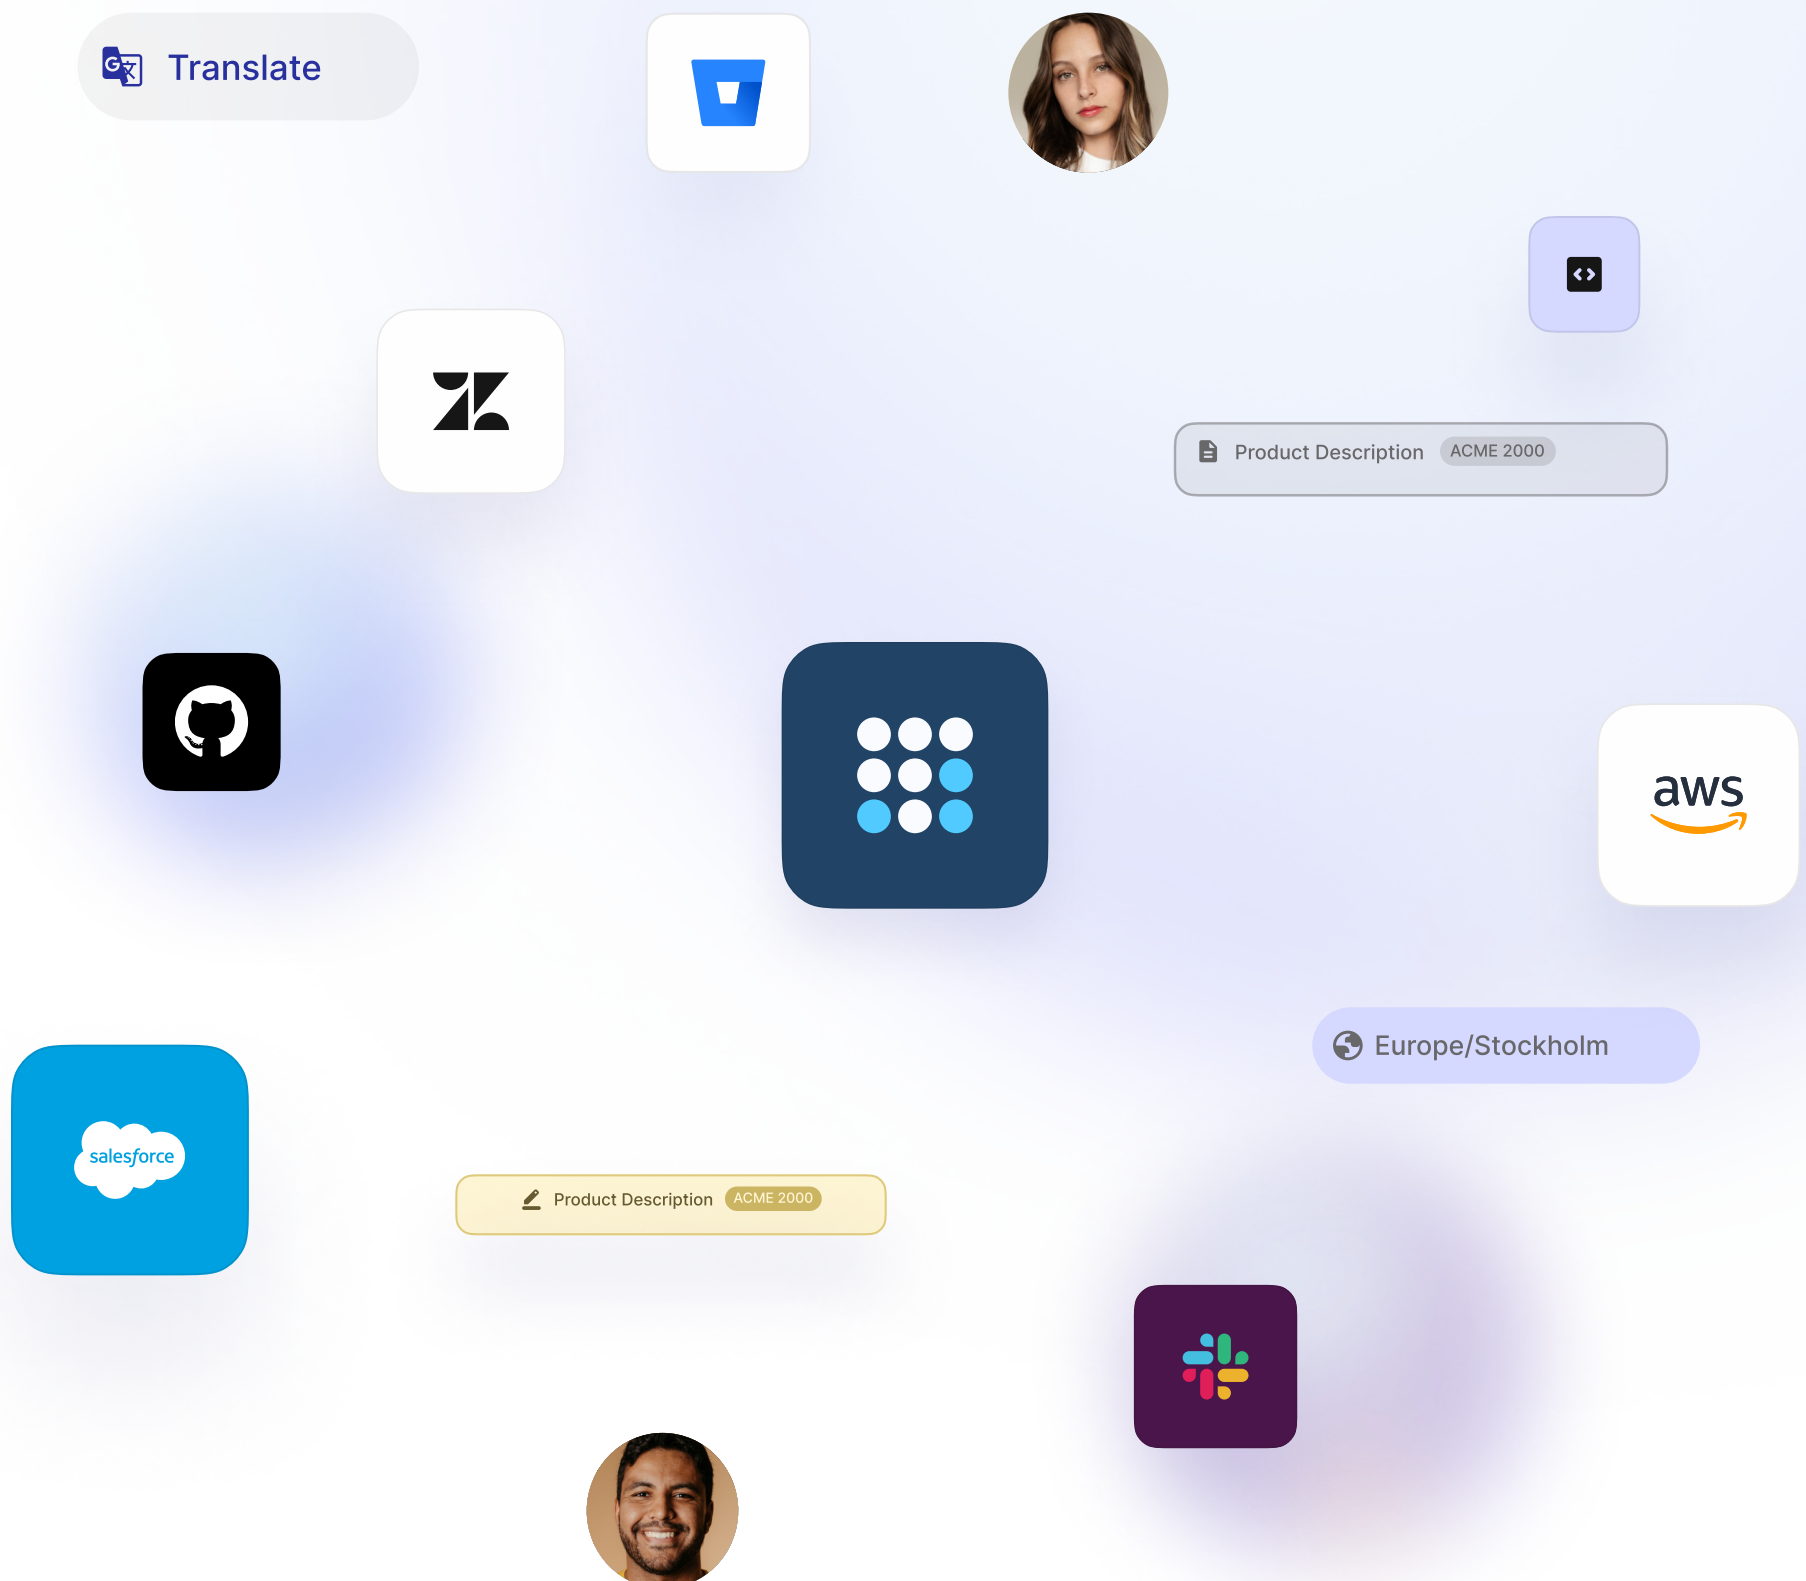 Translate
Product Description ACME 2000
aws
Europe/Stockholm
salesforce
Product Description ACME 2000